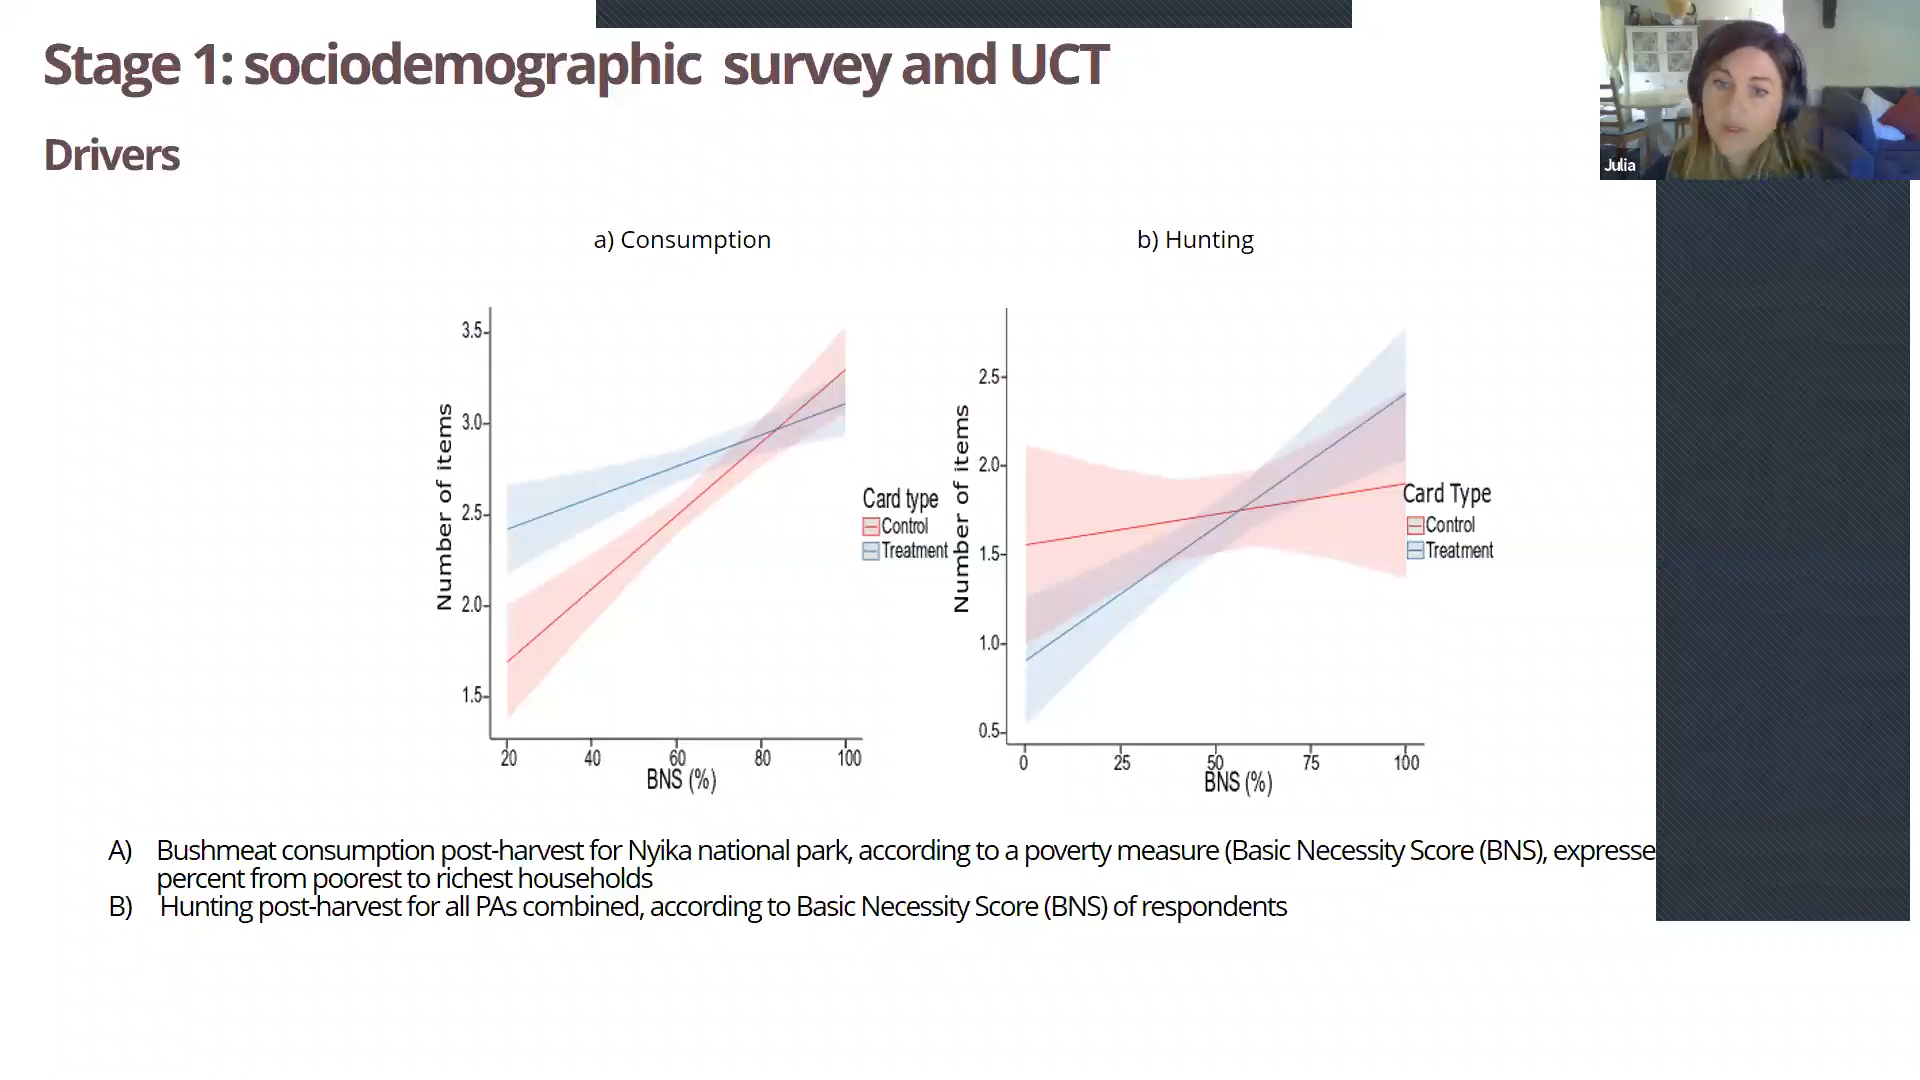 Stage 1: sociodemographic survey and UCT
Julia
Drivers
a) Consumption
b) Hunting
3.5
3.0
2.5
2.0
1.5
Number of items
20 40 60 80 100
BNS (%)
Card type
Control
Treatment
2.5
2.0
1.5
1.0
0.5
Number of items
0 25 50 75 100
BNS (%)
Card Type
Control
Treatment
A) Bushmeat consumption post-harvest for Nyika national park, according to a poverty measure (Basic Necessity Score (BNS), expresse
percent from poorest to richest households
B) Hunting post-harvest for all PAs combined, according to Basic Necessity Score (BNS) of respondents